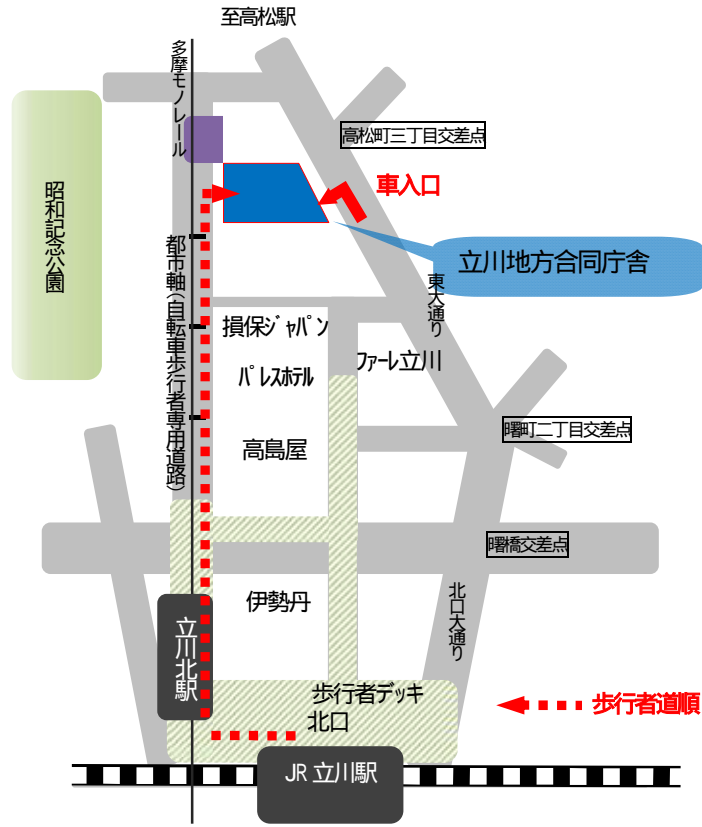 至高松駅
多摩モノレール
高松町三丁目交差点
車入口
昭和記念公園
立川地方合同庁舎
都市軸(自転車歩行者専用道路)
東大通り
損保ジャパン
パレスホテル
ファーレ立川
高島屋
曙町二丁目交差点
曙橋交差点
伊勢丹
北口大通り
立川北駅
歩行者デッキ
北口
歩行者道順
JR 立川駅